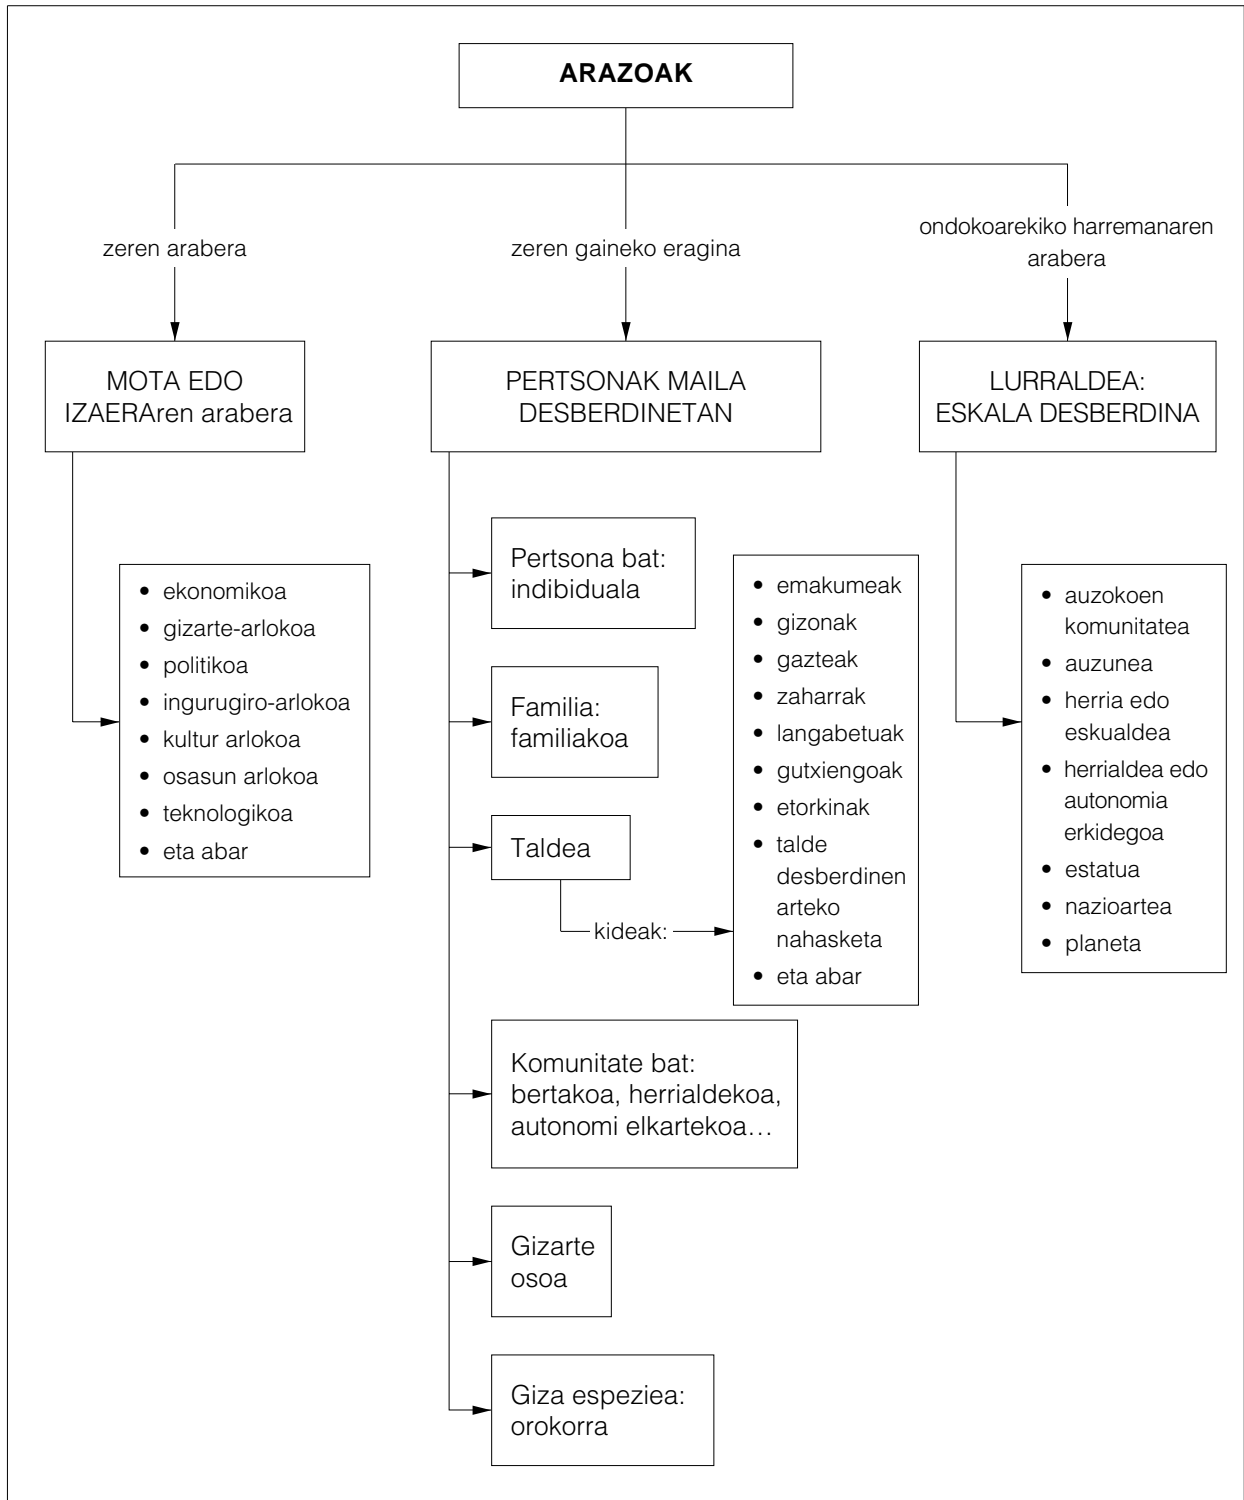 ARAZOAK
zeren arabera
zeren gaineko eragina
ondokoarekiko harremanaren
arabera
MOTA EDO
IZAERAren arabera
PERTSONAK MAILA
DESBERDINETAN
LURRALDEA:
ESKALA DESBERDINA
• ekonomikoa
• gizarte-arlokoa
• politikoa
• ingurugiro-arlokoa
• kultur arlokoa
• osasun arlokoa
• teknologikoa
• eta abar
Pertsona bat:
indibiduala
Familia:
familiakoa
Taldea
kideak:
• emakumeak
• gizonak
• gazteak
• zaharrak
• langabetuak
• gutxiengoak
• etorkinak
• talde
desberdinen
arteko
nahasketa
• eta abar
Komunitate bat:
bertakoa, herrialdekoa,
autonomi elkartekoa…
Gizarte
osoa
Giza espeziea:
orokorra
• auzokoen
komunitatea
• auzunea
• herria edo
eskualdea
• herrialdea edo
autonomia
erkidegoa
• estatua
• nazioartea
• planeta